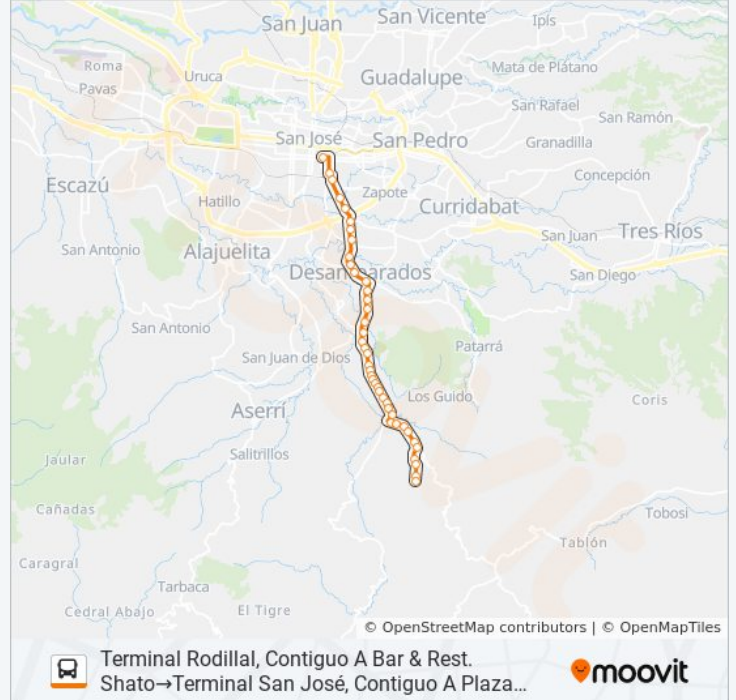 San Juan
San Vicente
Ipís
Roma
Uruca
Guadalupe
Mata de Plátano
Pavas
San Rafael
San Ramón
San José
San Pedro
Granadilla
Escazú
Concepción
Hatillo
Zapote
Curridabat
Tres Ríos
San Antonio
Alajuelita
San Juan
Desamparados
San Diego
San Antonio
San Juan de Dios
Patarrá
Los Guido
Coris
Aserrí
Salitrillos
Jaular
Cañadas
Tobosi
Tablón
Caragral
Tarbaca
Cedral Abajo
El Tigre
© OpenStreetMap contributors | © OpenMapTiles
Terminal Rodillal, Contiguo A Bar & Rest.
Shato→Terminal San José, Contiguo A Plaza…
moovit